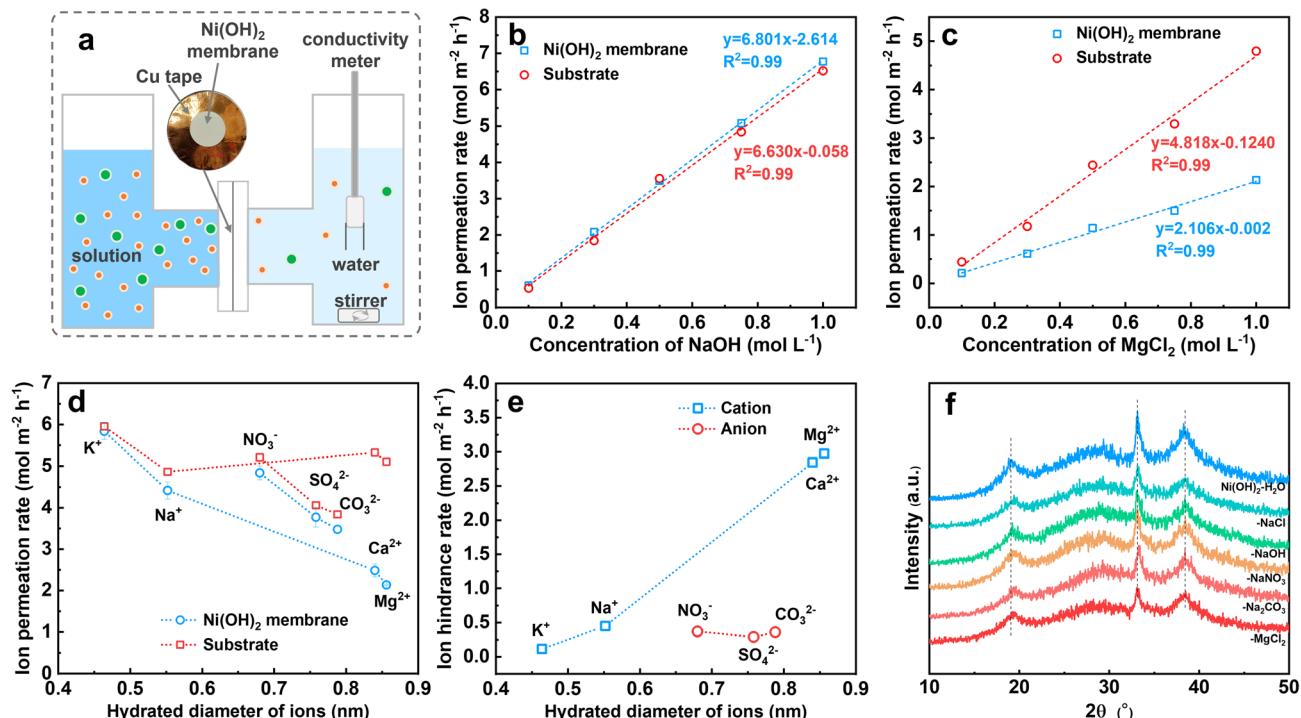 a
Ni(OH)2
membrane
Cu tape
conductivity
meter
solution
water
stirrer
b
Ion permeation rate (mol m-2 h-1)
8
7
6
5
4
3
2
1
0
Ni(OH)2 membrane
Substrate
y=6.801x-2.614
R2=0.99
y=6.630x-0.058
R2=0.99
0.0 0.2 0.4 0.6 0.8 1.0
Concentration of NaOH (mol L-1)
c
Ion permeation rate (mol m-2 h-1)
5
4
3
2
1
0
Ni(OH)2 membrane
Substrate
y=4.818x-0.1240
R2=0.99
y=2.106x-0.002
R2=0.99
0.0 0.2 0.4 0.6 0.8 1.0
Concentration of MgCl2 (mol L-1)
d
Ion permeation rate (mol m-2 h-1)
7
6
5
4
3
2
1
0
K+
Na+
NO3-
SO42-
CO32-
Ca2+
Mg2+
Ni(OH)2 membrane
Substrate
0.4 0.5 0.6 0.7 0.8 0.9
Hydrated diameter of ions (nm)
e
Ion hindrance rate (mol m-2 h-1)
4.0
3.5
3.0
2.5
2.0
1.5
1.0
0.5
0.0
Cation
Anion
Mg2+
Ca2+
K+
Na+
NO3-
SO42-
CO32-
0.4 0.5 0.6 0.7 0.8 0.9
Hydrated diameter of ions (nm)
f
Intensity (a.u.)
Ni(OH)2-H2O
-NaCl
-NaOH
-NaNO3
-Na2CO3
-MgCl2
10 20 30 40 50
2θ (°)